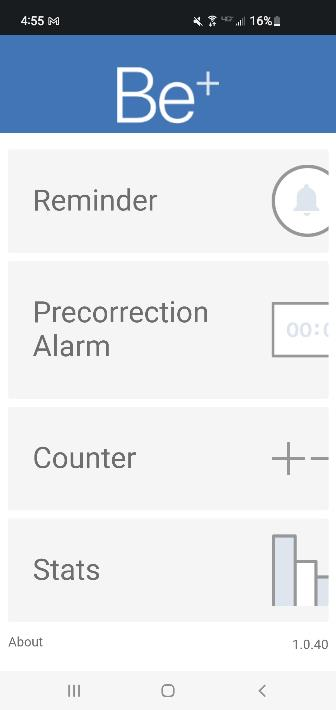 4:55
16%
Be+
Reminder
Precorrection
Alarm
00:0
Counter
Stats
About
1.0.40